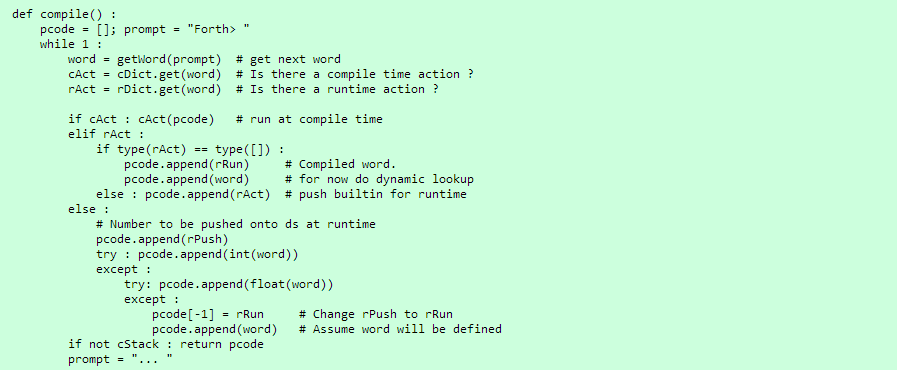 def compile() :
    pcode = []; prompt = "Forth> "
    while 1 :
        word = getWord(prompt)  # get next word
        cAct = cDict.get(word)  # Is there a compile time action ?
        rAct = rDict.get(word)  # Is there a runtime action ?

        if cAct : cAct(pcode)   # run at compile time
        elif rAct :
            if type(rAct) == type([]) :
                pcode.append(rRun)     # Compiled word.
                pcode.append(word)     # for now do dynamic lookup
            else : pcode.append(rAct)  # push builtin for runtime
        else :
            # Number to be pushed onto ds at runtime
            pcode.append(rPush)
            try : pcode.append(int(word))
            except :
                try: pcode.append(float(word))
                except :
                    pcode[-1] = rRun     # Change rPush to rRun
                    pcode.append(word)   # Assume word will be defined
        if not cStack : return pcode
        prompt = "... "